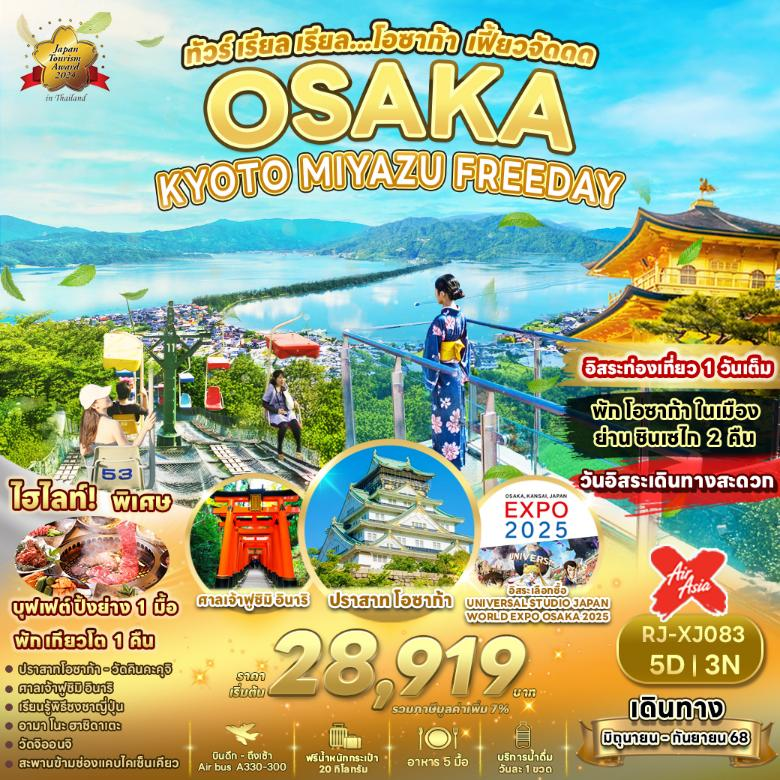 Japan
Tourism
Award
2024
in Thailand
ทัวร์ เรียล เรียล...โอซาก้า เฟี้ยวจัดดด
OSAKA
KYOTO MIYAZU FREEDAY
อิสระท่องเที่ยว 1 วันเต็ม
พัก โอซาก้า ในเมือง
ย่าน ชินเซไก 2 คืน
วันอิสระเดินทางสะดวก
53
ไฮไลท์! พิเศษ
บุฟเฟต์ ปิ้งย่าง 1 มื้อ
พัก เกียวโต 1 คืน
ศาลเจ้าฟูชิมิ อินาริ
ปราสาท โอซาก้า
OSAKA, KANSAI, JAPAN
EXPO
2025
UNIVERS
อิสระเลือกซื้อ
UNIVERSAL STUDIO JAPAN
WORLD EXPO OSAKA 2025
Air
Asia
RJ-XJ083
5D | 3N
เดินทาง
มิถุนายน - กันยายน 68
ราคา
เริ่มต้น
28,919
บาท
รวมภาษีมูลค่าเพิ่ม 7%
ปราสาทโอซาก้า - วัดคินคะคุจิ
ศาลเจ้าฟูชิมิ อินาริ
เรียนรู้พิธีชงชาญี่ปุ่น
อามา โนะ ฮาชิดาเตะ
วัดจิออนจิ
สะพานข้ามช่องแคบไคเซ็นเคียว
บินดึก - ถึงเช้า
Air bus A330-300
ฟรีน้ำหนักกระเป๋า
20 กิโลกรัม
อาหาร 5 มื้อ
บริการน้ำดื่ม
วันละ 1 ขวด